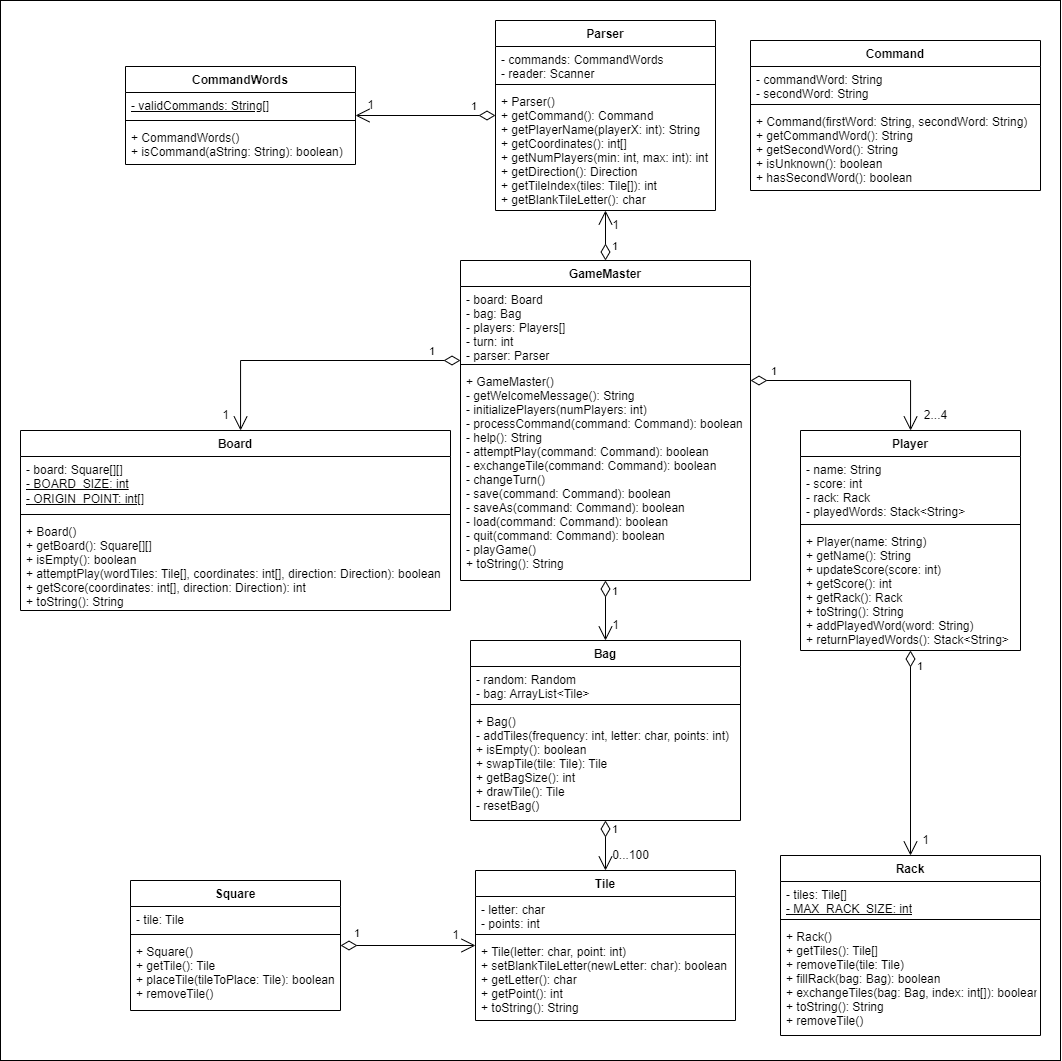 Parser
- commands: CommandWords
- reader: Scanner
+ Parser()
+ getCommand(): Command
+ getPlayerName(playerX: int): String
+ getCoordinates(): int[]
+ getNumPlayers(min: int, max: int): int
+ getDirection(): Direction
+ getTileIndex(tiles: Tile[]): int
+ getBlankTileLetter(): char
Command
- commandWord: String
- secondWord: String
+ Command(firstWord: String, secondWord: String)
+ getCommandWord(): String
+ getSecondWord(): String
+ isUnknown(): boolean
+ hasSecondWord(): boolean
CommandWords
- validCommands: String[]
+ CommandWords()
+ isCommand(aString: String): boolean)
1
1
1
1
GameMaster
- board: Board
- bag: Bag
- players: Players[]
- turn: int
- parser: Parser
+ GameMaster()
- getWelcomeMessage(): String
- initializePlayers(numPlayers: int)
- processCommand(command: Command): boolean
- help(): String
- attemptPlay(command: Command): boolean
- exchangeTile(command: Command): boolean
- changeTurn()
- save(command: Command): boolean
- saveAs(command: Command): boolean
- load(command: Command): boolean
- quit(command: Command): boolean
- playGame()
+ toString(): String
1
1
1
2...4
Board
- board: Square[][]
- BOARD_SIZE: int
- ORIGIN_POINT: int[]
+ Board()
+ getBoard(): Square[][]
+ isEmpty(): boolean
+ attemptPlay(wordTiles: Tile[], coordinates: int[], direction: Direction): boolean
+ getScore(coordinates: int[], direction: Direction): int
+ toString(): String
Player
- name: String
- score: int
- rack: Rack
- playedWords: Stack<String>
+ Player(name: String)
+ getName(): String
+ updateScore(score: int)
+ getScore(): int
+ getRack(): Rack
+ toString(): String
+ addPlayedWord(word: String)
+ returnPlayedWords(): Stack<String>
1
1
Bag
- random: Random
- bag: ArrayList<Tile>
+ Bag()
- addTiles(frequency: int, letter: char, points: int)
+ isEmpty(): boolean
+ swapTile(tile: Tile): Tile
+ getBagSize(): int
+ drawTile(): Tile
- resetBag()
1
1
1
0...100
Square
- tile: Tile
+ Square()
+ getTile(): Tile
+ placeTile(tileToPlace: Tile): boolean
+ removeTile()
1
1
Tile
- letter: char
- points: int
+ Tile(letter: char, point: int)
+ setBlankTileLetter(newLetter: char): boolean
+ getLetter(): char
+ getPoint(): int
+ toString(): String
Rack
- tiles: Tile[]
- MAX_RACK_SIZE: int
+ Rack()
+ getTiles(): Tile[]
+ removeTile(tile: Tile)
+ fillRack(bag: Bag): boolean
+ exchangeTiles(bag: Bag, index: int[]): boolear
+ toString(): String
+ removeTile()